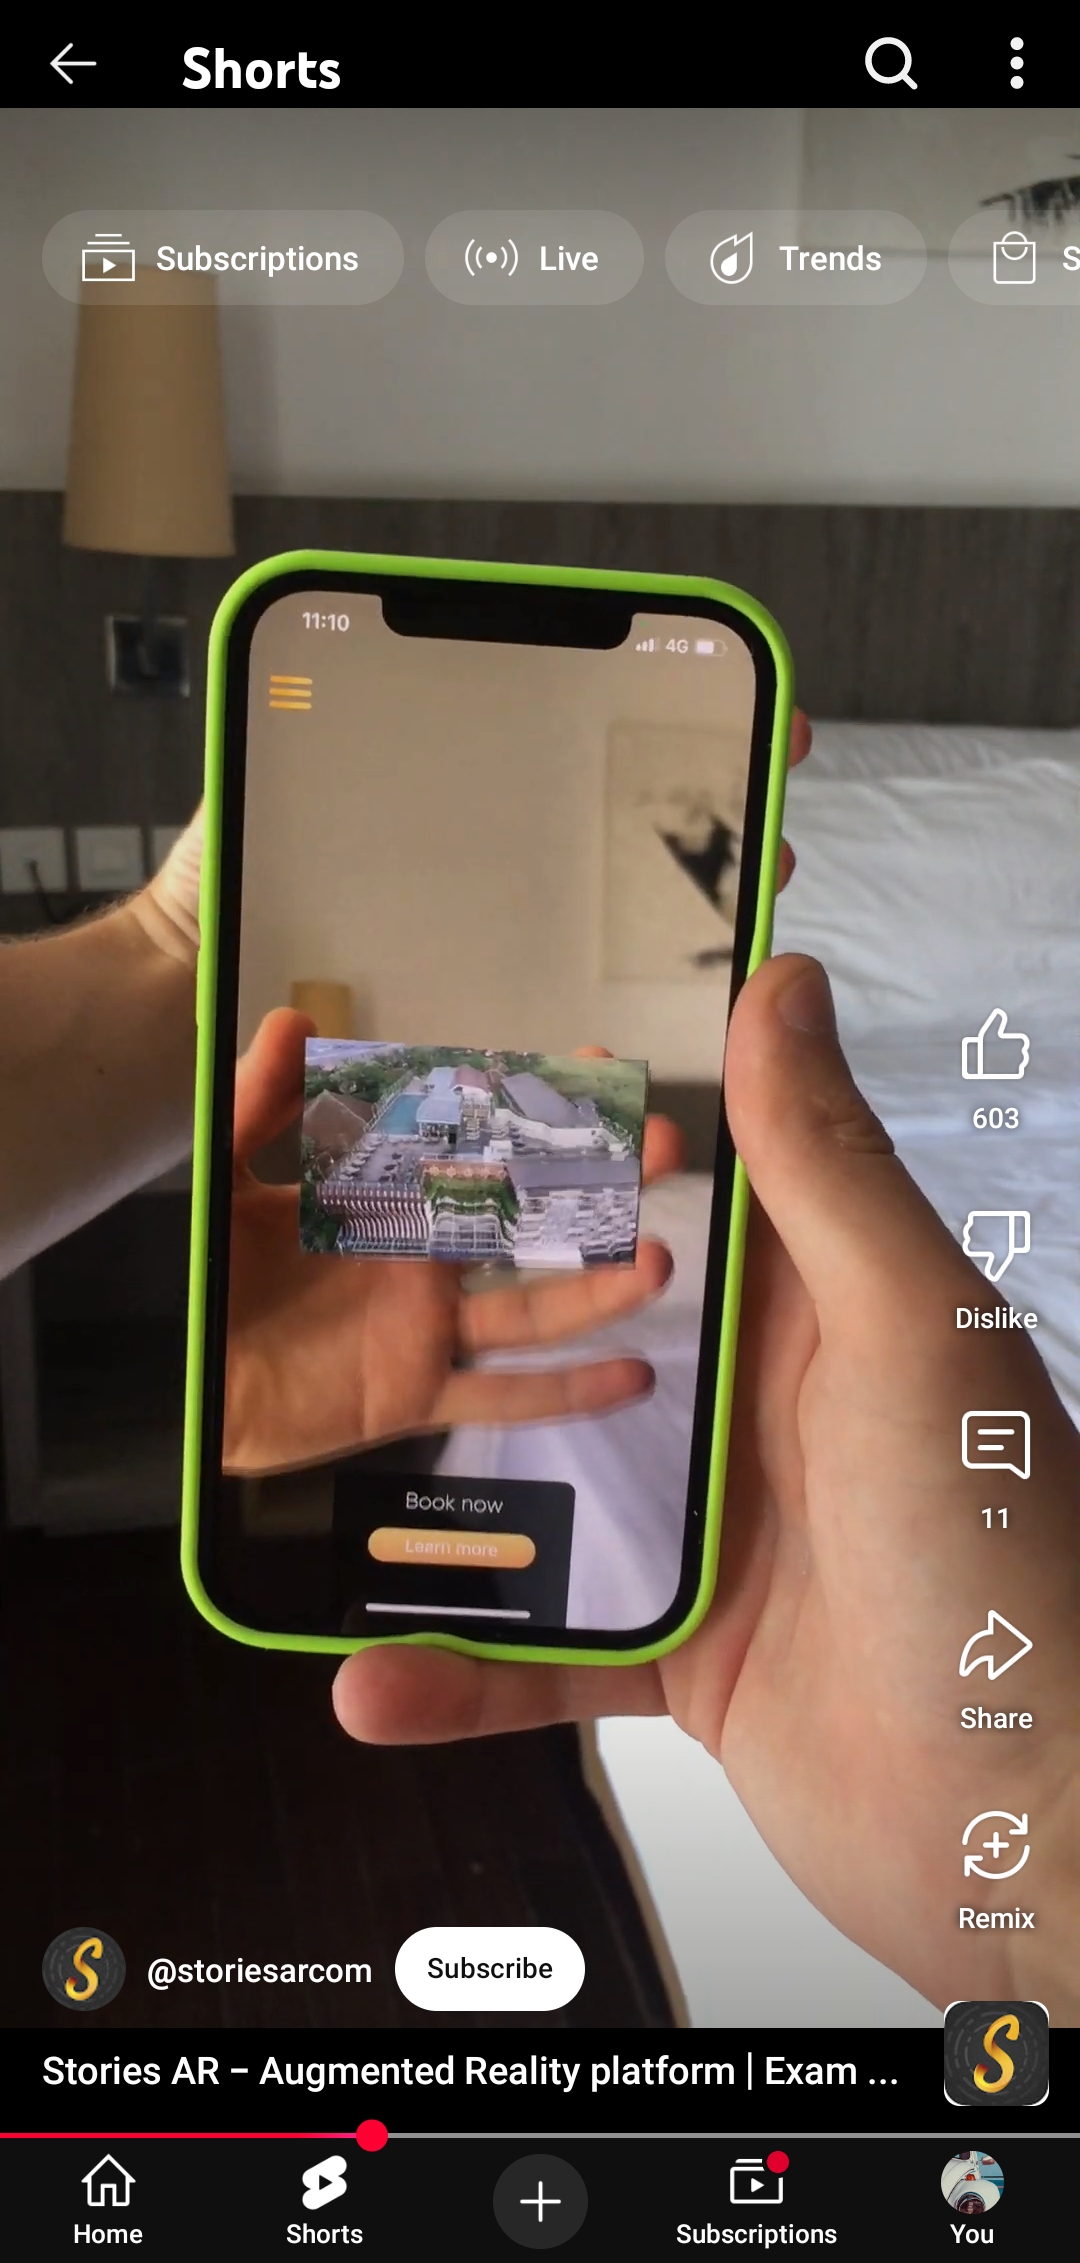 Shorts
Subscriptions
Live
Trends
S
11:10
4G
Book now
Learn more
603
Dislike
11
Share
Remix
@storiesarcom
Subscribe
Stories AR – Augmented Reality platform | Exam ...
Home
Shorts
Subscriptions
You